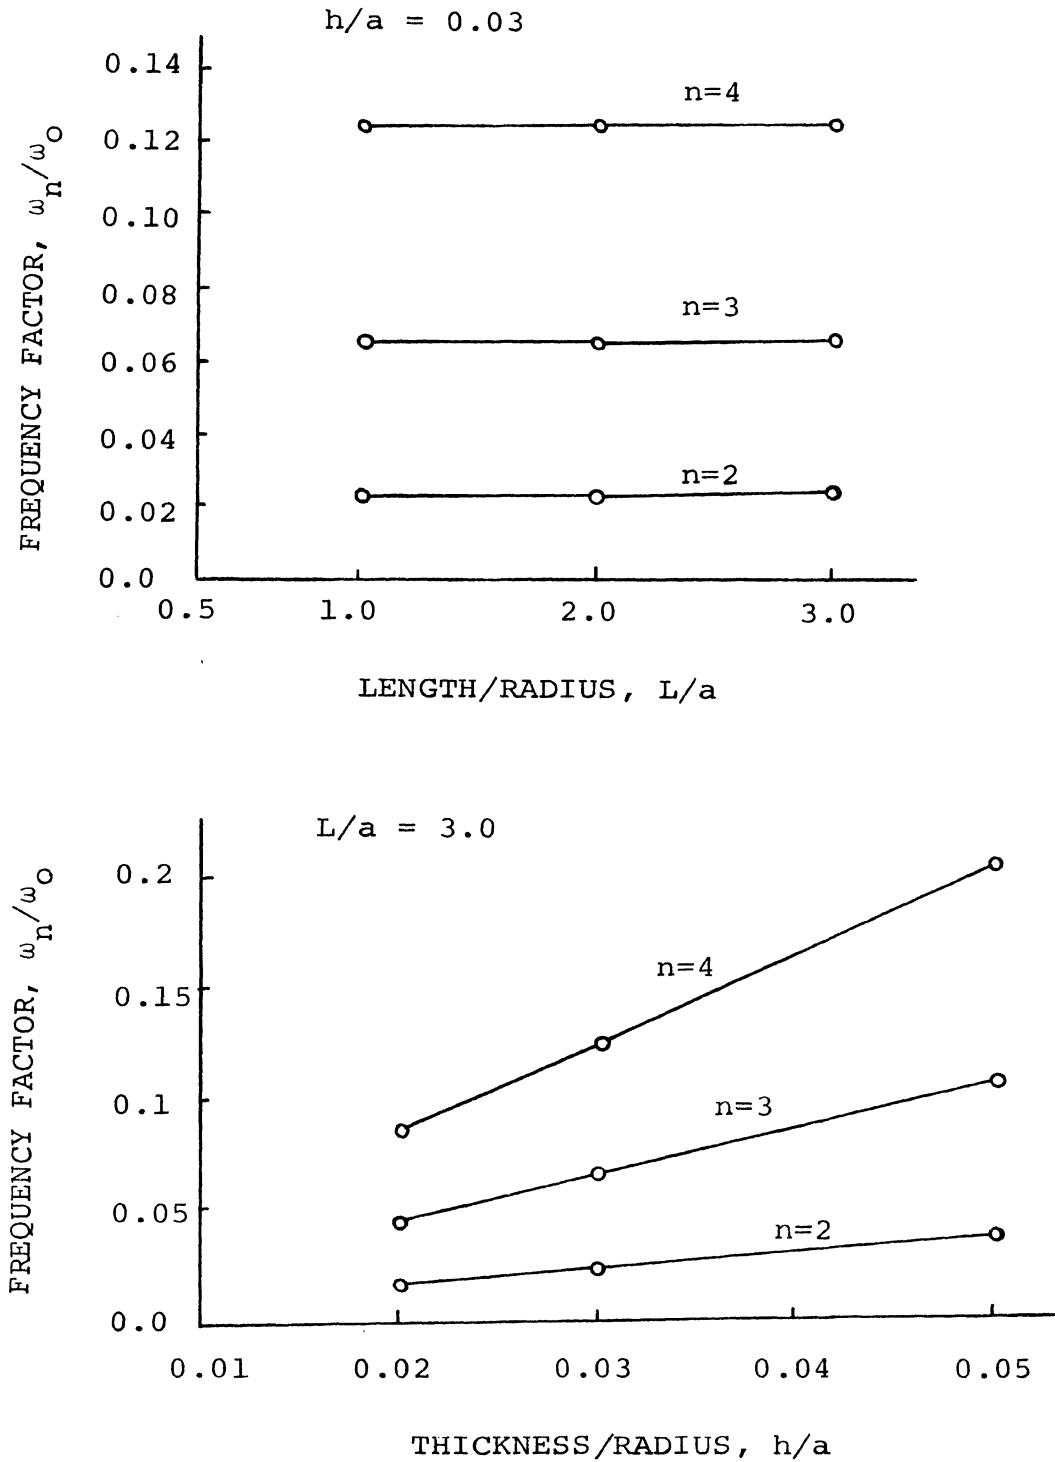 h/a = 0.03
FREQUENCY FACTOR, ωn/ωo
0.14
0.12
0.10
0.08
0.06
0.04
0.02
0.0
n=4
n=3
n=2
0.5 1.0 2.0 3.0
LENGTH/RADIUS, L/a
L/a = 3.0
FREQUENCY FACTOR, ωn/ωo
0.2
0.15
0.1
0.05
0.0
n=4
n=3
n=2
0.01 0.02 0.03 0.04 0.05
THICKNESS/RADIUS, h/a